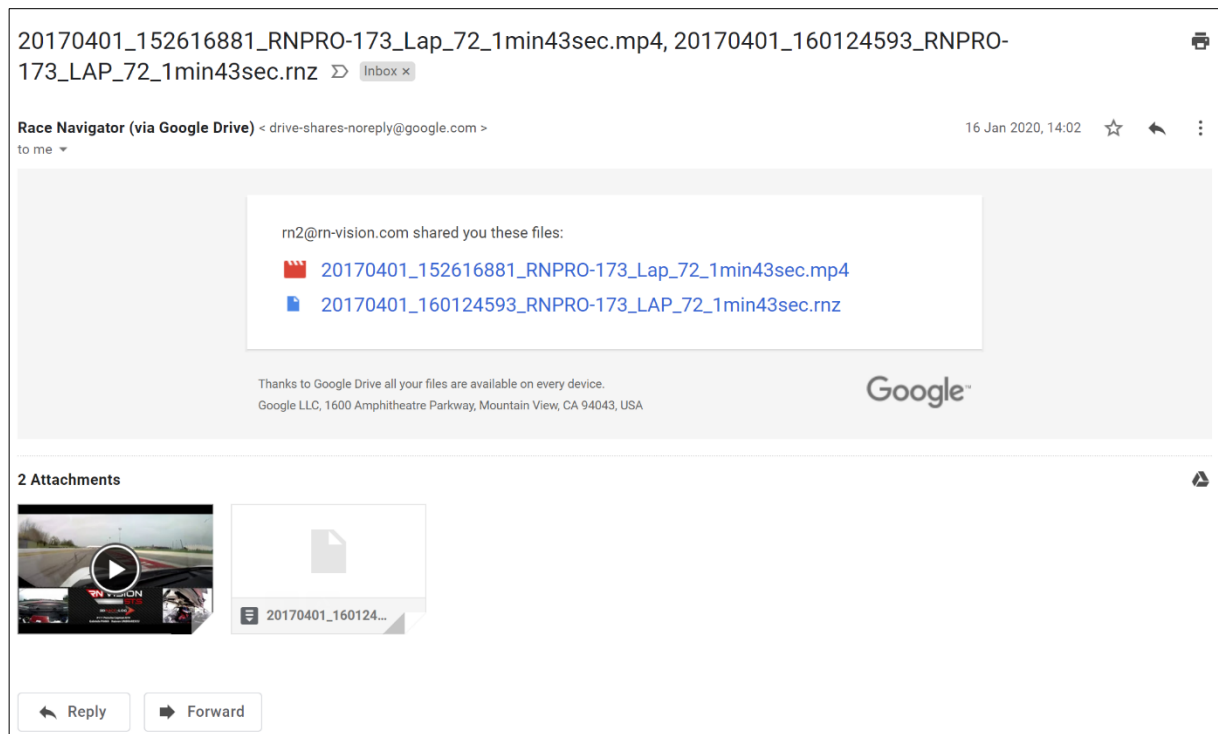 20170401_152616881_RNPRO-173_Lap_72_1min43sec.mp4, 20170401_160124593_RNPRO-
173_LAP_72_1min43sec.rnz Inbox ×
Race Navigator (via Google Drive) < drive-shares-noreply@google.com >
16 Jan 2020, 14:02
to me
rn2@rn-vision.com shared you these files:
20170401_152616881_RNPRO-173_Lap_72_1min43sec.mp4
20170401_160124593_RNPRO-173_LAP_72_1min43sec.rnz
Thanks to Google Drive all your files are available on every device.
Google LLC, 1600 Amphitheatre Parkway, Mountain View, CA 94043, USA
Google™
2 Attachments
RN VISION
20170401_160124...
Reply
Forward